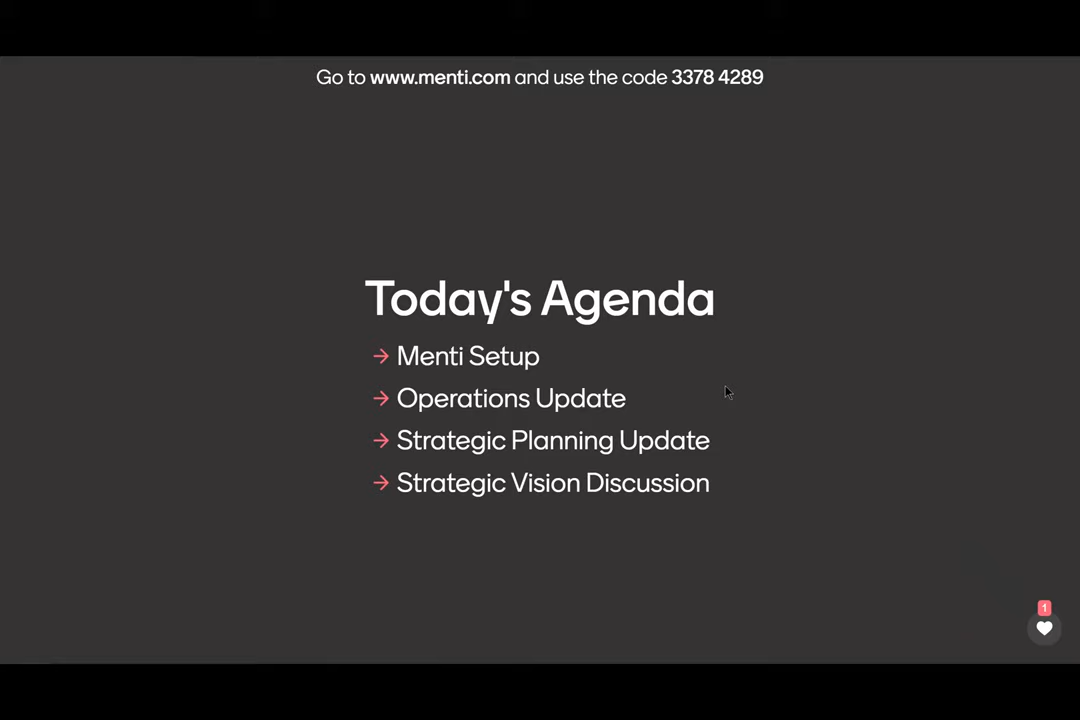 Go to www.menti.com and use the code 3378 4289
Today's Agenda
→ Menti Setup
→ Operations Update
→ Strategic Planning Update
→ Strategic Vision Discussion
1